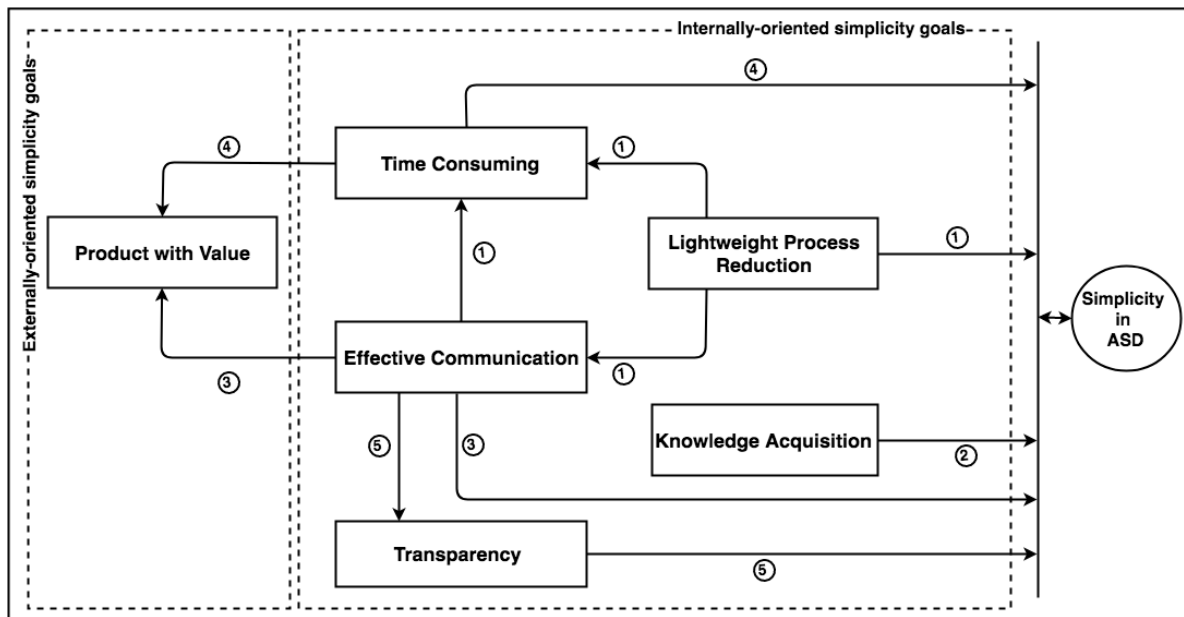 Internally-oriented simplicity goals
Externally-oriented simplicity goals
4
4
Time Consuming
1
Product with Value
1
Lightweight Process
Reduction
1
Simplicity
in
ASD
Effective Communication
3
1
5
3
Knowledge Acquisition
2
Transparency
5